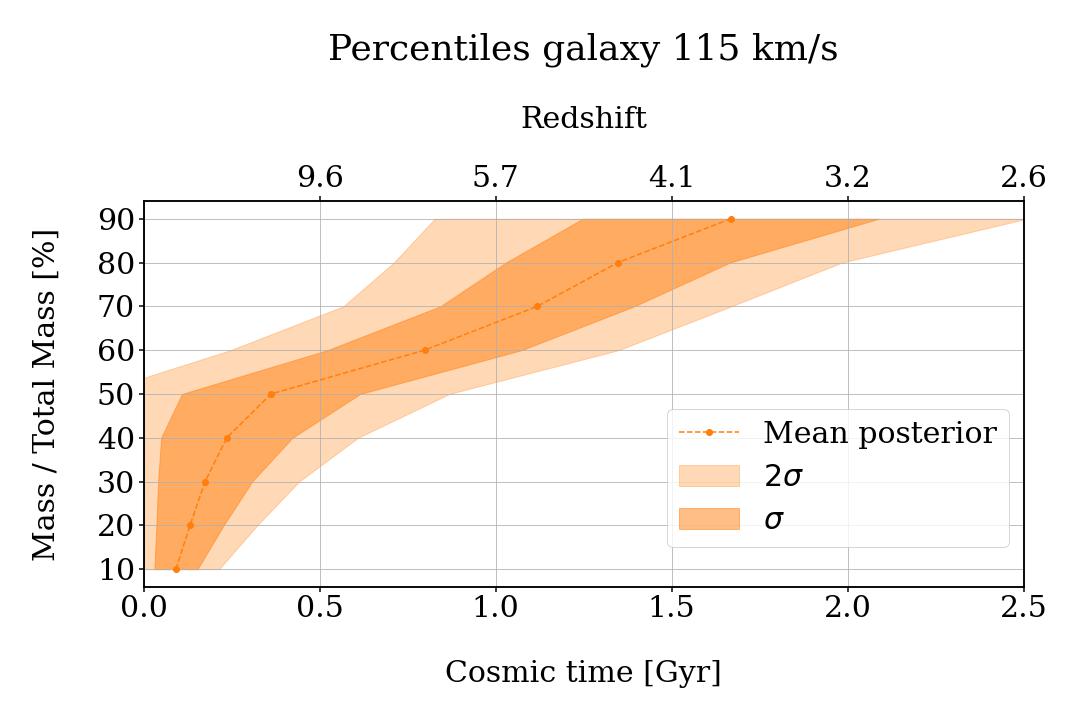 Percentiles galaxy 115 km/s
Redshift
9.6 5.7 4.1 3.2 2.6
Mass / Total Mass [%]
90
80
70
60
50
40
30
20
10
Mean posterior
2σ
σ
0.0 0.5 1.0 1.5 2.0 2.5
Cosmic time [Gyr]